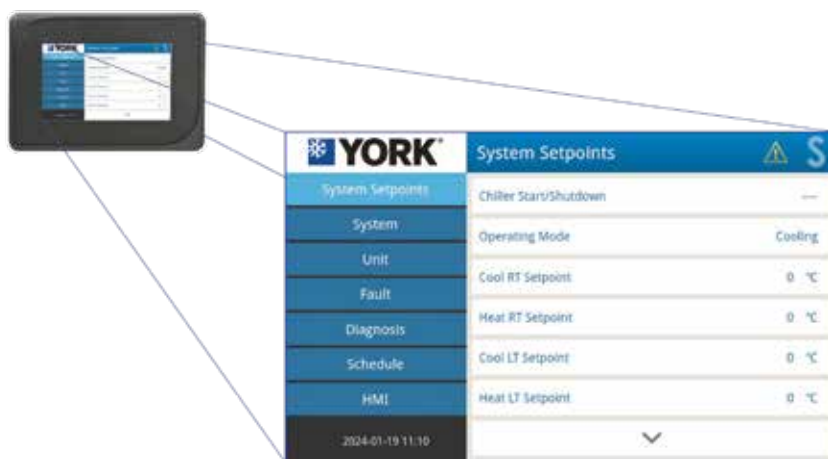 YORK®
System Setpoints
S
System Setpoints
System
Unit
Fault
Diagnosis
Schedule
HMI
2024-01-19 11:10
Chiller Start/Shutdown ---
Operating Mode Cooling
Cool RT Setpoint 0 ℃
Heat RT Setpoint 0 ℃
Cool LT Setpoint 0 ℃
Heat LT Setpoint 0 ℃
YORK